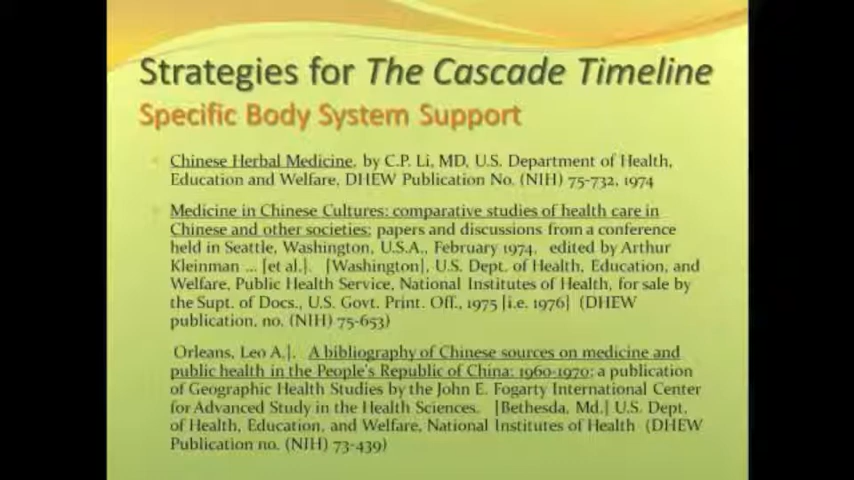 Strategies for The Cascade Timeline
Specific Body System Support
Chinese Herbal Medicine, by C.P. Li, MD, U.S. Department of Health,
Education and Welfare, DHEW Publication No. (NIH) 75-732, 1974
Medicine in Chinese Cultures: comparative studies of health care in
Chinese and other societies: papers and discussions from a conference
held in Seattle, Washington, U.S.A., February 1974, edited by Arthur
Kleinman ... [et al.]. [Washington], U.S. Dept. of Health, Education, and
Welfare, Public Health Service, National Institutes of Health, for sale by
the Supt. of Docs., U.S. Govt. Print. Off., 1975 [i.e. 1976] (DHEW
publication, no. (NIH) 75-653)
Orleans, Leo A.]. A bibliography of Chinese sources on medicine and
public health in the People's Republic of China: 1960-1970; a publication
of Geographic Health Studies by the John E. Fogarty International Center
for Advanced Study in the Health Sciences. [Bethesda, Md.] U.S. Dept.
of Health, Education, and Welfare, National Institutes of Health (DHEW
Publication no. (NIH) 73-439)